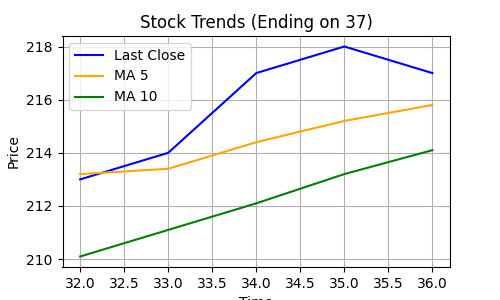 Stock Trends (Ending on 37)
Last Close
MA 5
MA 10
Price
218
216
214
212
210
32.0 32.5 33.0 33.5 34.0 34.5 35.0 35.5 36.0
Time